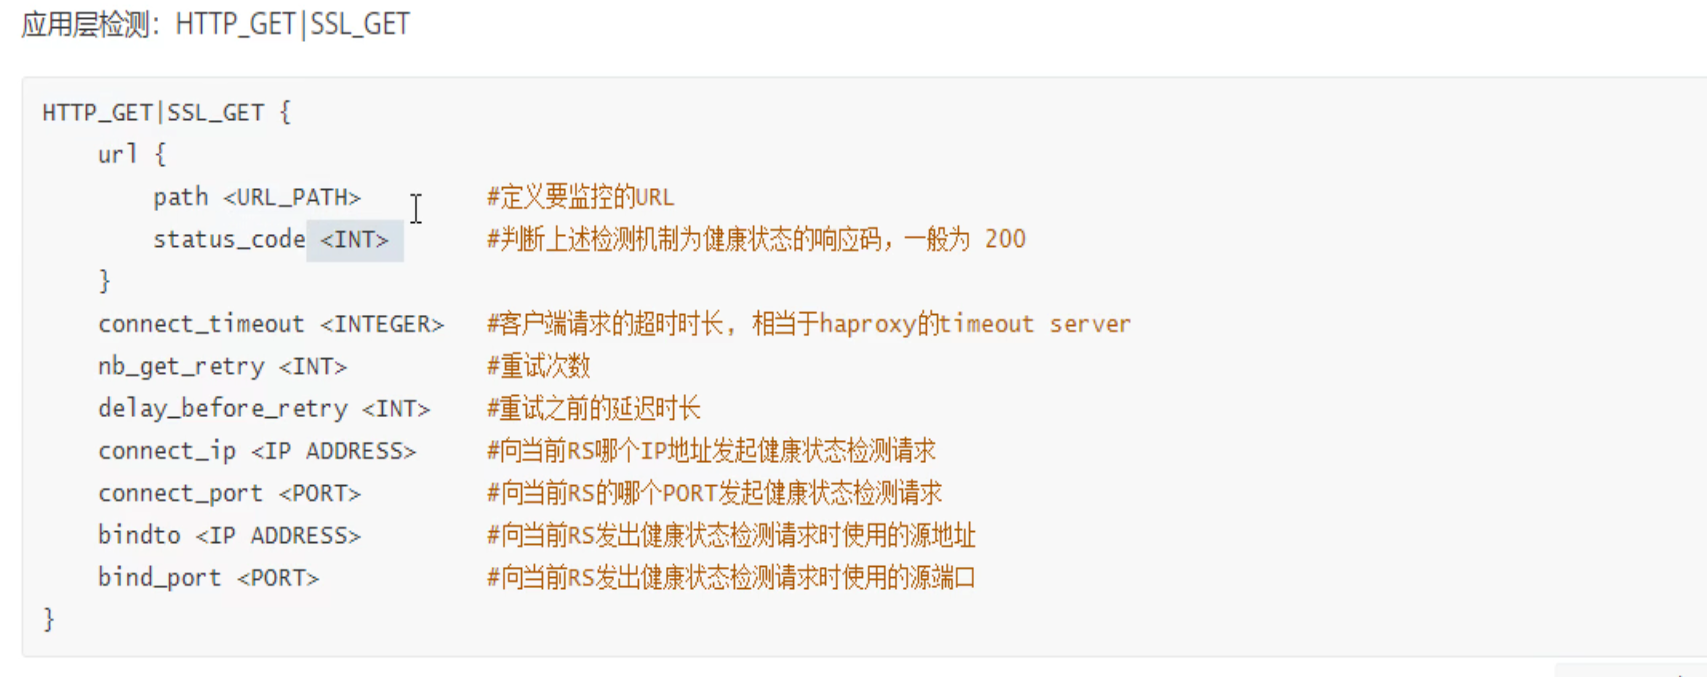 应用层检测：HTTP_GET|SSL_GET
HTTP_GET|SSL_GET {
url {
path <URL_PATH> #定义要监控的URL
status_code <INT> #判断上述检测机制为健康状态的响应码，一般为 200
}
connect_timeout <INTEGER> #客户端请求的超时时长, 相当于haproxy的timeout server
nb_get_retry <INT> #重试次数
delay_before_retry <INT> #重试之前的延迟时长
connect_ip <IP ADDRESS> #向当前RS哪个IP地址发起健康状态检测请求
connect_port <PORT> #向当前RS的哪个PORT发起健康状态检测请求
bindto <IP ADDRESS> #向当前RS发出健康状态检测请求时使用的源地址
bind_port <PORT> #向当前RS发出健康状态检测请求时使用的源端口
}